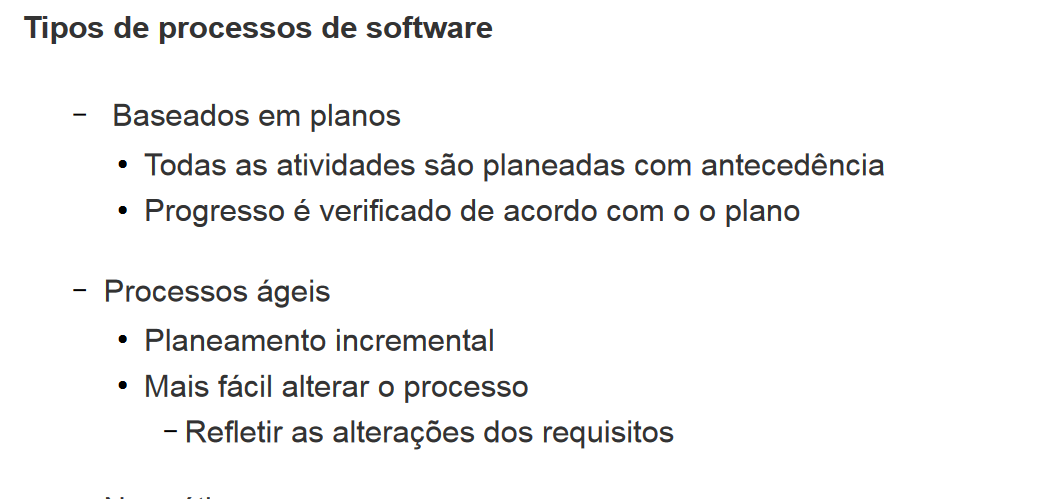 Tipos de processos de software
− Baseados em planos
• Todas as atividades são planeadas com antecedência
• Progresso é verificado de acordo com o o plano
− Processos ágeis
• Planeamento incremental
• Mais fácil alterar o processo
− Refletir as alterações dos requisitos